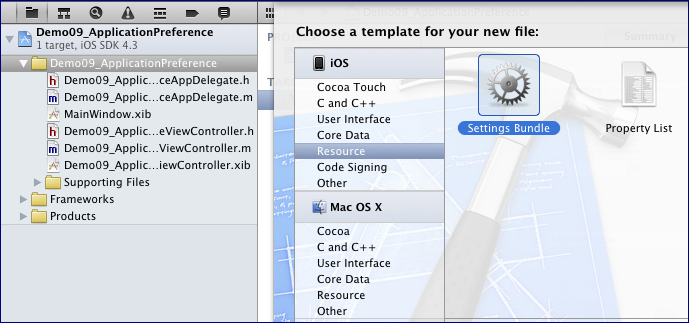 Demo09_ApplicationPreference
1 target, iOS SDK 4.3
Demo09_ApplicationPreference
Demo09_Applic...ceAppDelegate.h
Demo09_Applic...ceAppDelegate.m
MainWindow.xib
Demo09_Applic...eViewController.h
Demo09_Applic...ViewController.m
Demo09_Applic...iewController.xib
Supporting Files
Frameworks
Products
Demo09_ApplicationPreference
Summary
Choose a template for your new file:
iOS
Cocoa Touch
C and C++
User Interface
Core Data
Resource
Code Signing
Other
Mac OS X
Cocoa
C and C++
User Interface
Core Data
Resource
Other
Settings Bundle
Property List